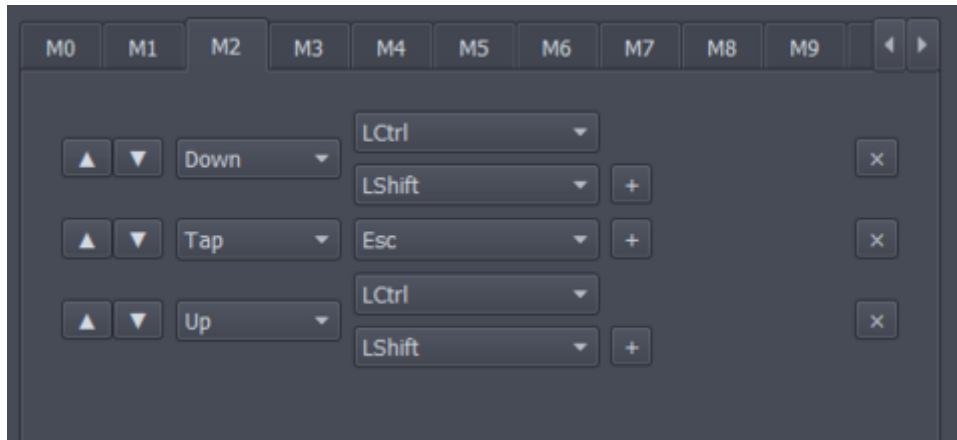 M0 M1 M2 M3 M4 M5 M6 M7 M8 M9
LCtrl
Down
LShift +
Tap Esc +
LCtrl
Up
LShift +